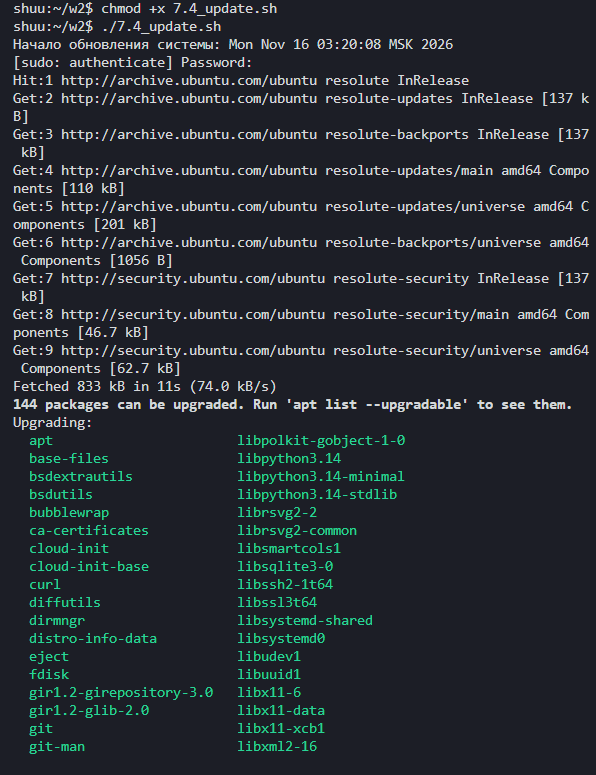 shuu:~/w2$ chmod +x 7.4_update.sh
shuu:~/w2$ ./7.4_update.sh
Начало обновления системы: Mon Nov 16 03:20:08 MSK 2026
[sudo: authenticate] Password:
Hit:1 http://archive.ubuntu.com/ubuntu resolute InRelease
Get:2 http://archive.ubuntu.com/ubuntu resolute-updates InRelease [137 k
B]
Get:3 http://archive.ubuntu.com/ubuntu resolute-backports InRelease [137
 kB]
Get:4 http://archive.ubuntu.com/ubuntu resolute-updates/main amd64 Compo
nents [110 kB]
Get:5 http://archive.ubuntu.com/ubuntu resolute-updates/universe amd64 C
omponents [201 kB]
Get:6 http://archive.ubuntu.com/ubuntu resolute-backports/universe amd64
 Components [1056 B]
Get:7 http://security.ubuntu.com/ubuntu resolute-security InRelease [137
 kB]
Get:8 http://security.ubuntu.com/ubuntu resolute-security/main amd64 Com
ponents [46.7 kB]
Get:9 http://security.ubuntu.com/ubuntu resolute-security/universe amd64
 Components [62.7 kB]
Fetched 833 kB in 11s (74.0 kB/s)
144 packages can be upgraded. Run 'apt list --upgradable' to see them.
Upgrading:
  apt                       libpolkit-gobject-1-0
  base-files                libpython3.14
  bsdextrautils             libpython3.14-minimal
  bsdutils                  libpython3.14-stdlib
  bubblewrap                librsvg2-2
  ca-certificates           librsvg2-common
  cloud-init                libsmartcols1
  cloud-init-base           libsqlite3-0
  curl                      libssh2-1t64
  diffutils                 libssl3t64
  dirmngr                   libsystemd-shared
  distro-info-data          libsystemd0
  eject                     libudev1
  fdisk                     libuuid1
  gir1.2-girepository-3.0   libx11-6
  gir1.2-glib-2.0           libx11-data
  git                       libx11-xcb1
  git-man                   libxml2-16